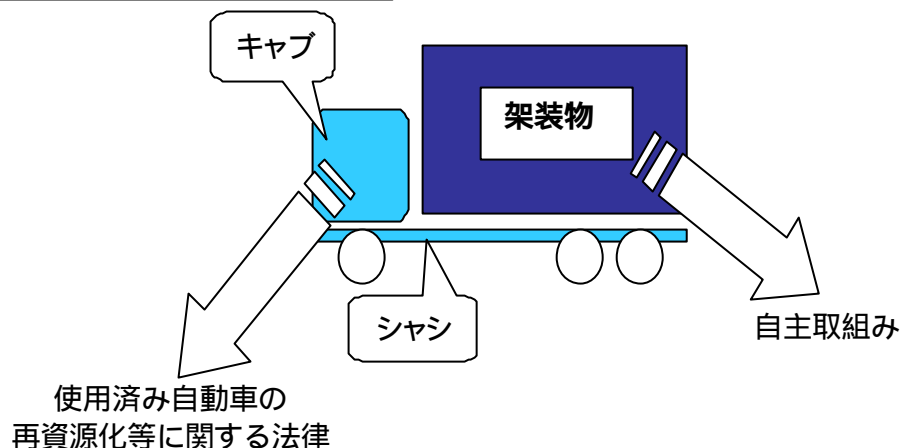 キャブ
架装物
シャシ
自主取組み
使用済み自動車の
再資源化等に関する法律